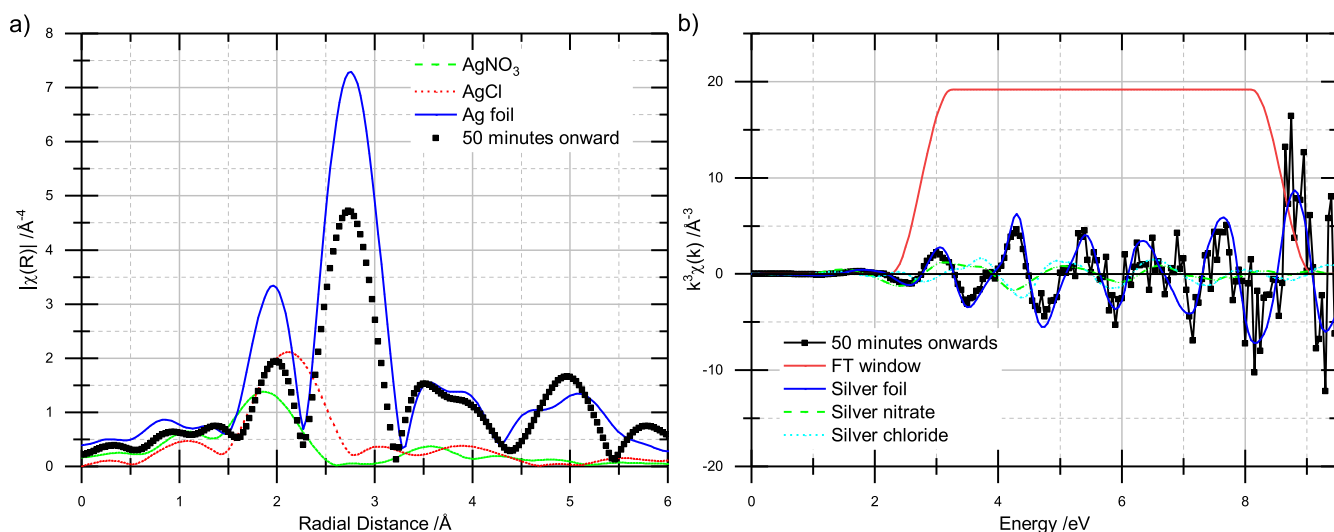 a)
8
7
6
5
4
3
2
1
0
|χ(R)| /Å-4
AgNO3
AgCl
Ag foil
50 minutes onward
0 1 2 3 4 5 6
Radial Distance /Å
b)
20
10
0
-10
-20
k3χ(k) /Å-3
50 minutes onwards
FT window
Silver foil
Silver nitrate
Silver chloride
0 2 4 6 8
Energy /eV